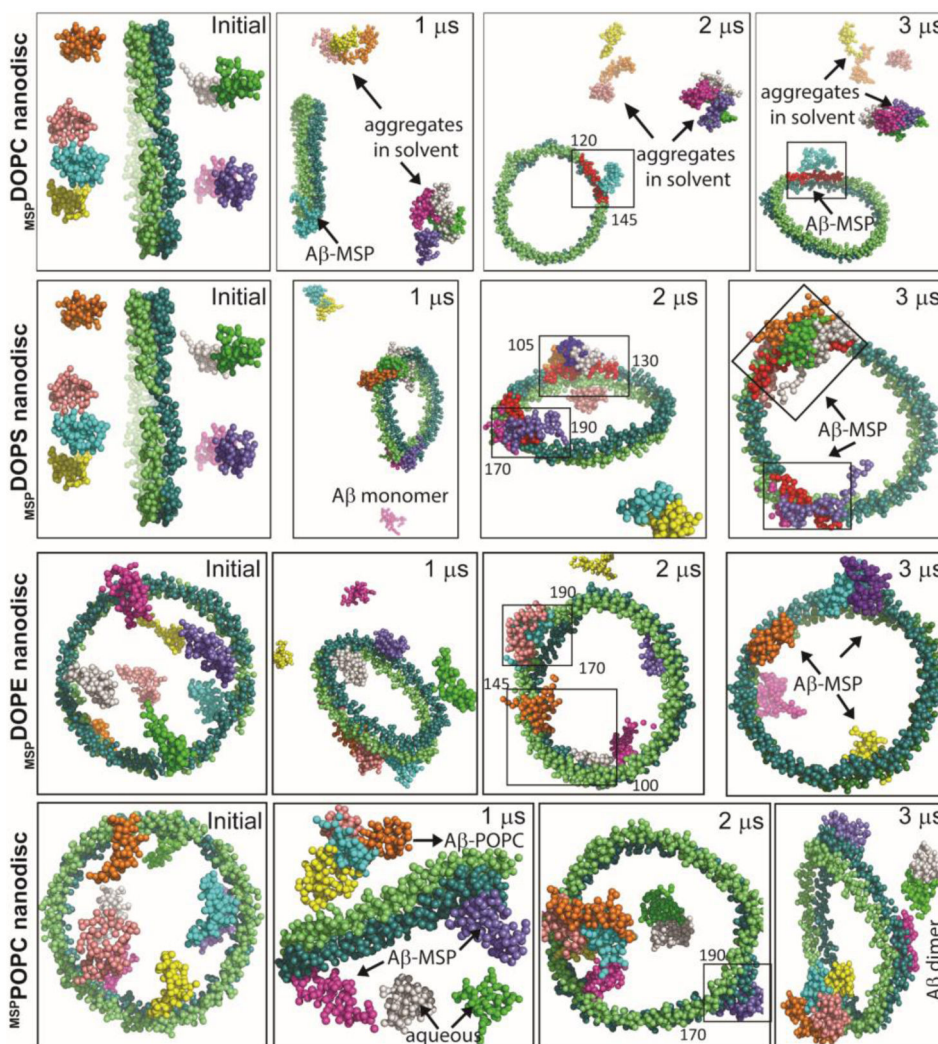 MSPDOPC nanodisc
Initial
1 μs
aggregates
in solvent
Aβ-MSP
2 μs
120
145
aggregates
in solvent
3 μs
aggregates
in solvent
Aβ-MSP
MSPDOPS nanodisc
Initial
1 μs
Aβ monomer
2 μs
105
130
190
170
3 μs
Aβ-MSP
MSPDOPE nanodisc
Initial
1 μs
2 μs
190
170
145
100
3 μs
Aβ-MSP
MSPPOPC nanodisc
Initial
1 μs
Aβ-POPC
Aβ-MSP
aqueous
2 μs
190
170
3 μs
Aβ dimer